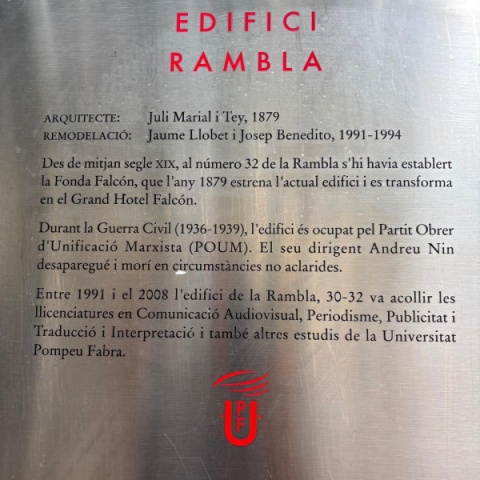 EDIFICI
RAMBLA
ARQUITECTE: Juli Marial i Tey, 1879
REMODELACIÓ: Jaume Llobet i Josep Benedito, 1991-1994
Des de mitjan segle XIX, al número 32 de la Rambla s'hi havia establert
la Fonda Falcón, que l'any 1879 estrena l'actual edifici i es transforma
en el Grand Hotel Falcón.
Durant la Guerra Civil (1936-1939), l'edifici és ocupat pel Partit Obrer
d'Unificació Marxista (POUM). El seu dirigent Andreu Nin
desaparegué i morí en circumstàncies no aclarides.
Entre 1991 i el 2008 l'edifici de la Rambla, 30-32 va acollir les
llicenciatures en Comunicació Audiovisual, Periodisme, Publicitat i
Traducció i Interpretació i també altres estudis de la Universitat
Pompeu Fabra.
UPF